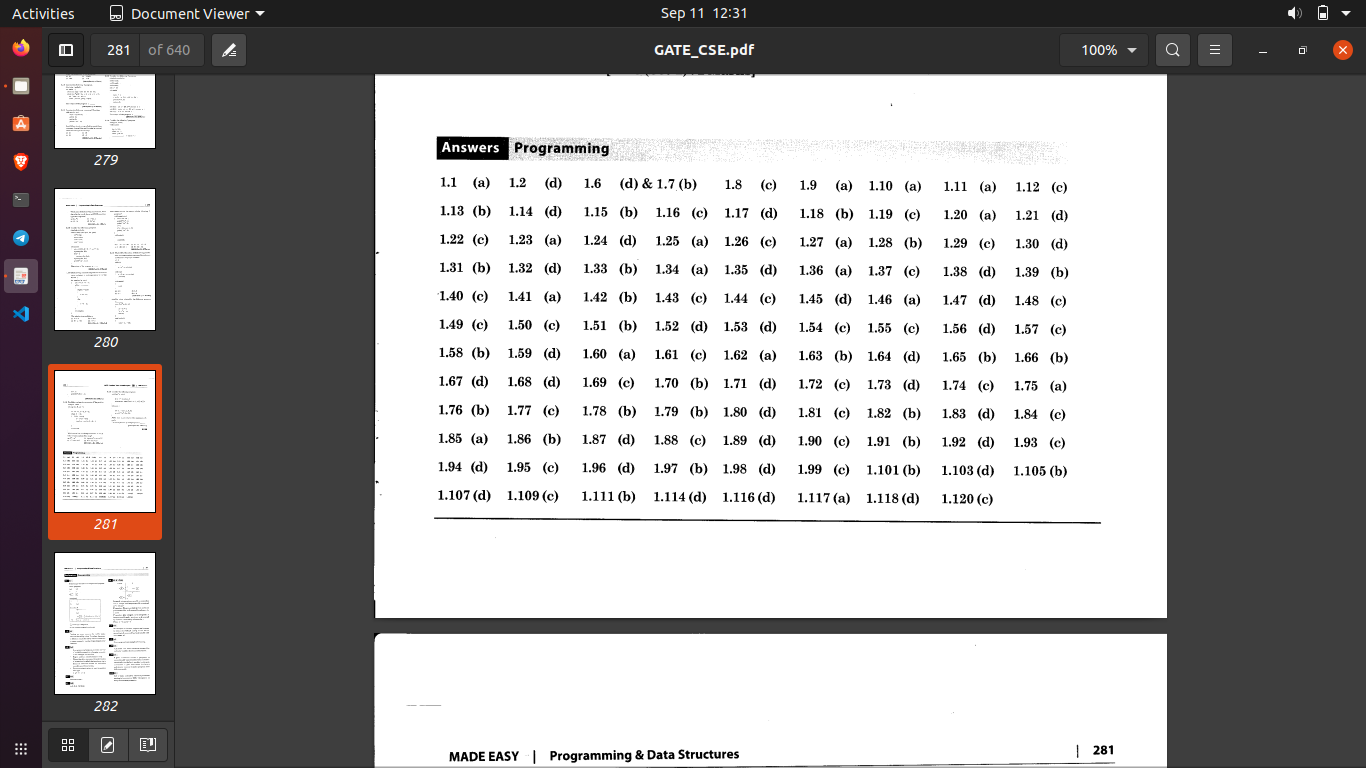 Activities Document Viewer Sep 11 12:31
281 of 640 GATE_CSE.pdf 100%
279
280
281
282
Answers Programming
1.1 (a) 1.2 (d) 1.6 (d) & 1.7 (b) 1.8 (c) 1.9 (a) 1.10 (a) 1.11 (a) 1.12 (c)
1.13 (b) 1.14 (d) 1.15 (b) 1.16 (c) 1.17 (d) 1.18 (b) 1.19 (c) 1.20 (a) 1.21 (d)
1.22 (c) 1.23 (a) 1.24 (d) 1.25 (a) 1.26 (c) 1.27 (a) 1.28 (b) 1.29 (c) 1.30 (d)
1.31 (b) 1.32 (d) 1.33 (b) 1.34 (a) 1.35 (d) 1.36 (a) 1.37 (c) 1.38 (d) 1.39 (b)
1.40 (c) 1.41 (a) 1.42 (b) 1.43 (c) 1.44 (c) 1.45 (d) 1.46 (a) 1.47 (d) 1.48 (c)
1.49 (c) 1.50 (c) 1.51 (b) 1.52 (d) 1.53 (d) 1.54 (c) 1.55 (c) 1.56 (d) 1.57 (c)
1.58 (b) 1.59 (d) 1.60 (a) 1.61 (c) 1.62 (a) 1.63 (b) 1.64 (d) 1.65 (b) 1.66 (b)
1.67 (d) 1.68 (d) 1.69 (c) 1.70 (b) 1.71 (d) 1.72 (c) 1.73 (d) 1.74 (c) 1.75 (a)
1.76 (b) 1.77 (c) 1.78 (b) 1.79 (b) 1.80 (d) 1.81 (c) 1.82 (b) 1.83 (d) 1.84 (c)
1.85 (a) 1.86 (b) 1.87 (d) 1.88 (c) 1.89 (d) 1.90 (c) 1.91 (b) 1.92 (d) 1.93 (c)
1.94 (d) 1.95 (c) 1.96 (d) 1.97 (b) 1.98 (d) 1.99 (c) 1.101 (b) 1.103 (d) 1.105 (b)
1.107 (d) 1.109 (c) 1.111 (b) 1.114 (d) 1.116 (d) 1.117 (a) 1.118 (d) 1.120 (c)
MADE EASY | Programming & Data Structures | 281